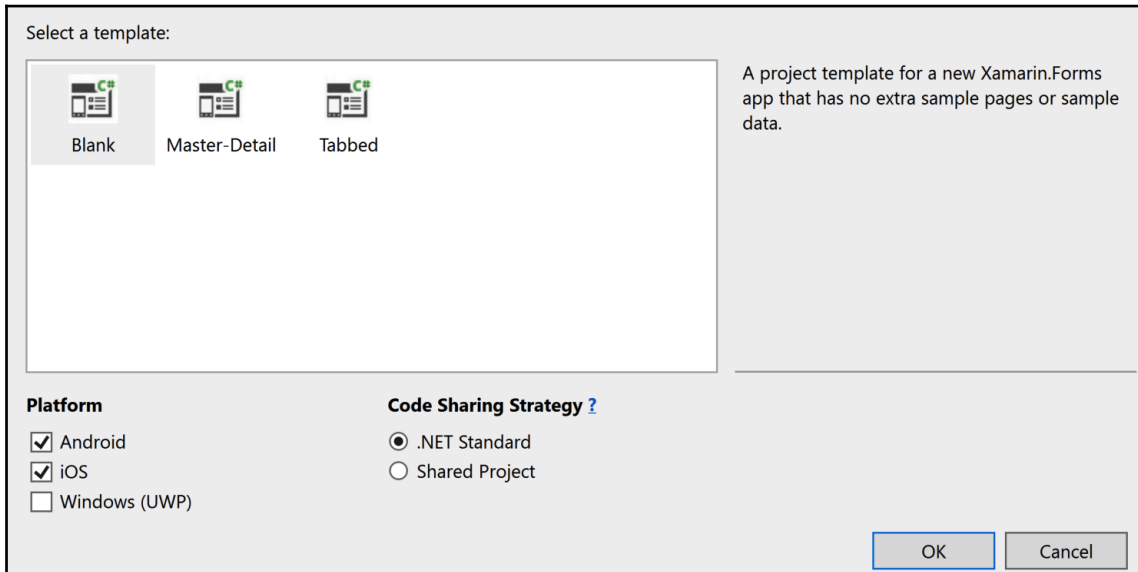 Select a template:
C# C# C#
Blank Master-Detail Tabbed
A project template for a new Xamarin.Forms
app that has no extra sample pages or sample
data.
Platform
Android
iOS
Windows (UWP)
Code Sharing Strategy ?
.NET Standard
Shared Project
OK Cancel